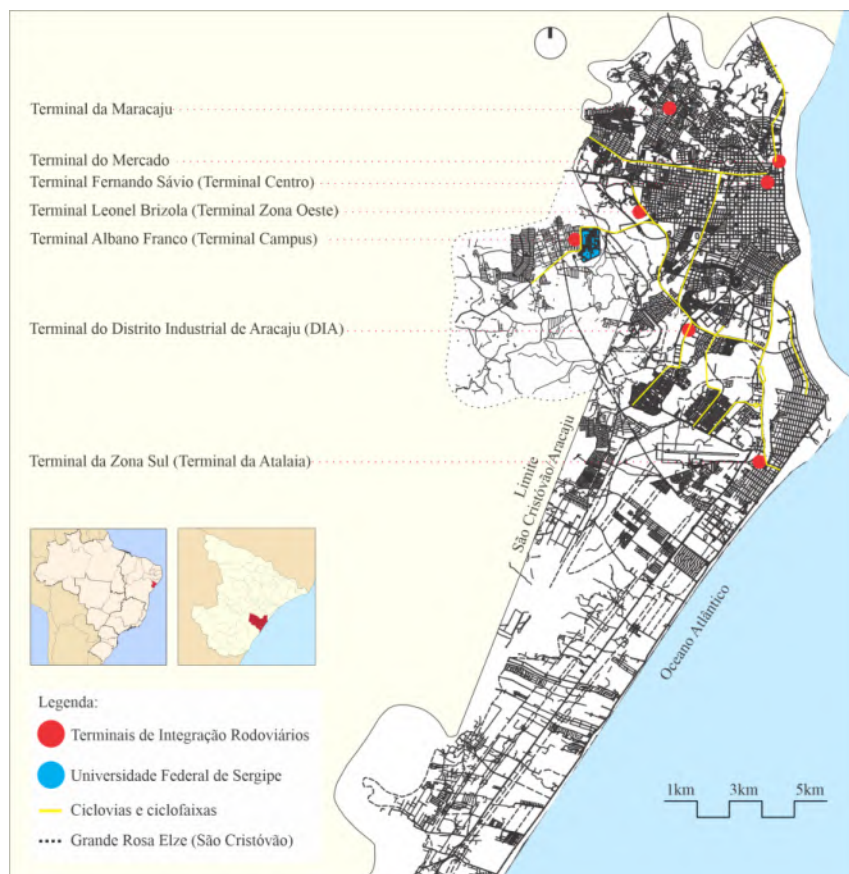 Terminal da Maracaju
Terminal do Mercado
Terminal Fernando Sávio (Terminal Centro)
Terminal Leonel Brizola (Terminal Zona Oeste)
Terminal Albano Franco (Terminal Campus)
Terminal do Distrito Industrial de Aracaju (DIA)
Terminal da Zona Sul (Terminal da Atalaia)
Limite
São Cristóvão/Aracaju
Oceano Atlântico
Legenda:
Terminais de Integração Rodoviários
Universidade Federal de Sergipe
Ciclovias e ciclofaixas
Grande Rosa Elze (São Cristóvão)
1km 3km 5km